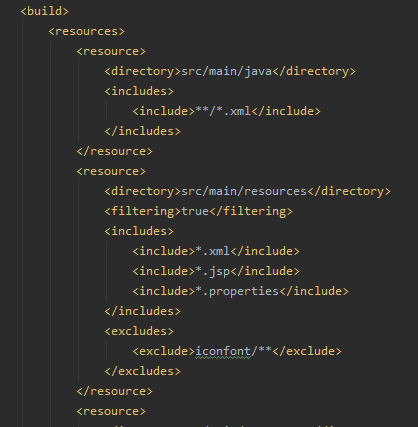 <build>
<resources>
<resource>
<directory>src/main/java</directory>
<includes>
<include>**/*.xml</include>
</includes>
</resource>
<resource>
<directory>src/main/resources</directory>
<filtering>true</filtering>
<includes>
<include>*.xml</include>
<include>*.jsp</include>
<include>*.properties</include>
</includes>
<excludes>
<exclude>iconfont/**</exclude>
</excludes>
</resource>
<resource>